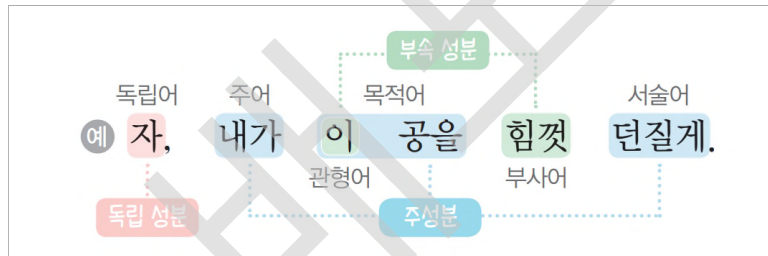 부속 성분
독립어 주어 목적어 서술어
예 자, 내가 이 공을 힘껏 던질게.
관형어 부사어
독립 성분 주성분